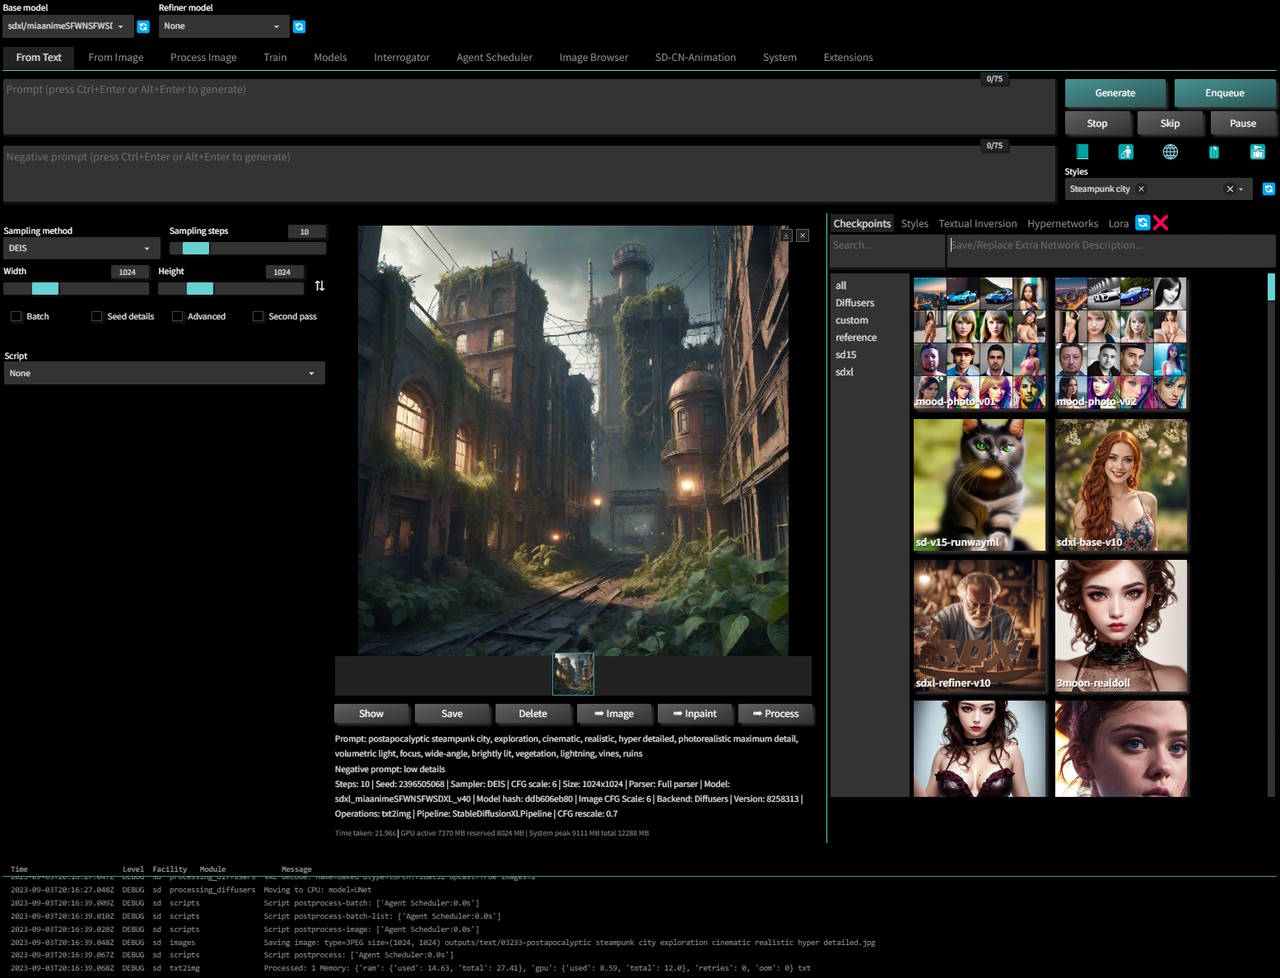 Base model
Refiner model
sdxl/miaanimeSFWNSFWSI
None
From Text From Image Process Image Train Models Interrogator Agent Scheduler Image Browser SD-CN-Animation System Extensions
0/75
Prompt (press Ctrl+Enter or Alt+Enter to generate)
Generate Enqueue
Stop Skip Pause
0/75
Negative prompt (press Ctrl+Enter or Alt+Enter to generate)
Styles
Steampunk city
Sampling method
Sampling steps 10
DEIS
Width 1024
Height 1024
Batch Seed details Advanced Second pass
Script
None
Checkpoints Styles Textual Inversion Hypernetworks Lora
Search...
Save/Replace Extra Network Description...
all
Diffusers
custom
reference
sd15
sdxl
mood-photo-v01
mood-photo-v02
sd-v15-runwayml
sdxl-base-v10
SDXL
sdxl-refiner-v10
3moon-realdoll
Show Save Delete ➡ Image ➡ Inpaint ➡ Process
Prompt: postapocalyptic steampunk city, exploration, cinematic, realistic, hyper detailed, photorealistic maximum detail,
volumetric light, focus, wide-angle, brightly lit, vegetation, lightning, vines, ruins
Negative prompt: low details
Steps: 10 | Seed: 2396505068 | Sampler: DEIS | CFG scale: 6 | Size: 1024x1024 | Parser: Full parser | Model:
sdxl_miaanimeSFWNSFWSDXL_v40 | Model hash: ddb606eb80 | Image CFG Scale: 6 | Backend: Diffusers | Version: 8258313 |
Operations: txt2img | Pipeline: StableDiffusionXLPipeline | CFG rescale: 0.7
Time taken: 21.96s | GPU active 7370 MB reserved 8024 MB | System peak 9111 MB total 12288 MB
Time Level Facility Module Message
2023-09-03T20:16:27.048Z DEBUG sd processing_diffusers Moving to CPU: model=UNet
2023-09-03T20:16:39.009Z DEBUG sd scripts Script postprocess-batch: ['Agent Scheduler:0.0s']
2023-09-03T20:16:39.010Z DEBUG sd scripts Script postprocess-batch-list: ['Agent Scheduler:0.0s']
2023-09-03T20:16:39.020Z DEBUG sd scripts Script postprocess-image: ['Agent Scheduler:0.0s']
2023-09-03T20:16:39.048Z DEBUG sd images Saving image: type=JPEG size=(1024, 1024) outputs/text/03233-postapocalyptic steampunk city exploration cinematic realistic hyper detailed.jpg
2023-09-03T20:16:39.067Z DEBUG sd scripts Script postprocess: ['Agent Scheduler:0.0s']
2023-09-03T20:16:39.068Z DEBUG sd txt2img Processed: 1 Memory: {'ram': {'used': 14.63, 'total': 27.41}, 'gpu': {'used': 8.59, 'total': 12.0}, 'retries': 0, 'oom': 0} txt